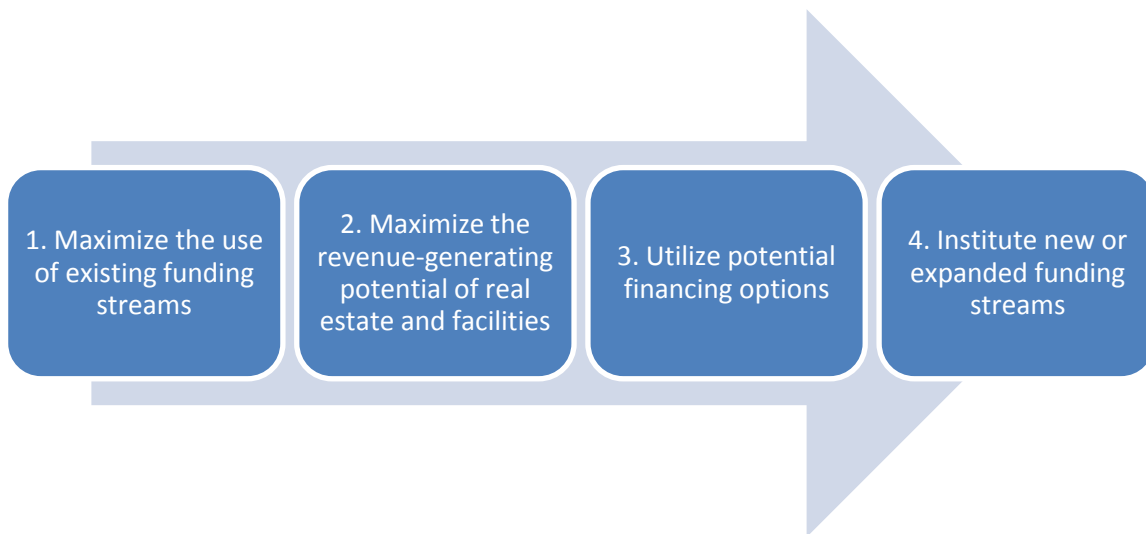 1. Maximize the use
of existing funding
streams
2. Maximize the
revenue-generating
potential of real
estate and facilities
3. Utilize potential
financing options
4. Institute new or
expanded funding
streams